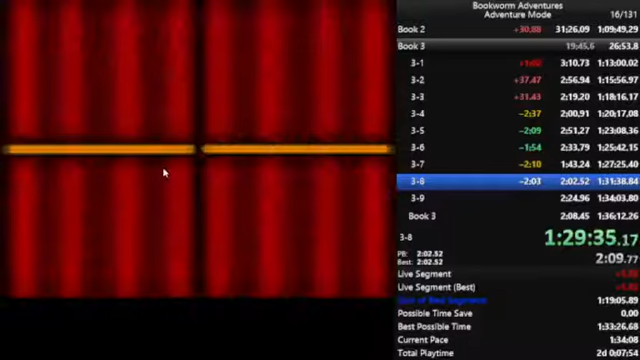 Bookworm Adventures
Adventure Mode 16/131
Book 2 +30.88 31:26.09 1:09:49.29
Book 3 19:45.6 26:53.8
3-1 3:10.73 1:13:00.02
3-2 +37.47 2:56.94 1:15:56.97
3-3 +31.43 2:19.20 1:18:16.17
3-4 −2:37 2:00.91 1:20:17.08
3-5 −2:09 2:51.27 1:23:08.36
3-6 −1:54 2:33.79 1:25:42.15
3-7 −2:10 1:43.24 1:27:25.40
3-8 −2:03 2:02.52 1:31:38.84
3-9 2:24.96 1:34:03.80
Book 3 2:08.45 1:36:12.26
3-8 1:29:35.17
PB: 2:02.52
Best: 2:02.52 2:09.77
Live Segment
Live Segment (Best)
Sum of Best Segments 1:19:05.89
Possible Time Save 0.00
Best Possible Time 1:33:26.68
Current Pace 1:34:08
Total Playtime 2d 0:07:54